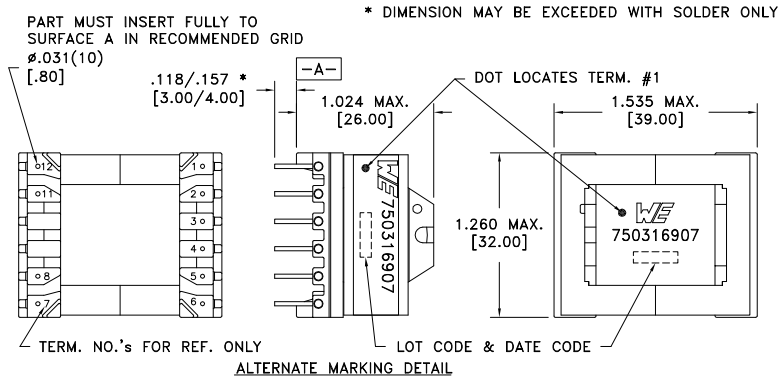 * DIMENSION MAY BE EXCEEDED WITH SOLDER ONLY
PART MUST INSERT FULLY TO
SURFACE A IN RECOMMENDED GRID
ø.031(10)
[.80]
.118/.157 *
[3.00/4.00]
-A-
1.024 MAX.
[26.00]
DOT LOCATES TERM. #1
1.535 MAX.
[39.00]
12
1
11
2
3
4
8
5
7
6
WE 750316907
1.260 MAX.
[32.00]
WE
750316907
TERM. NO.'s FOR REF. ONLY
LOT CODE & DATE CODE
ALTERNATE MARKING DETAIL